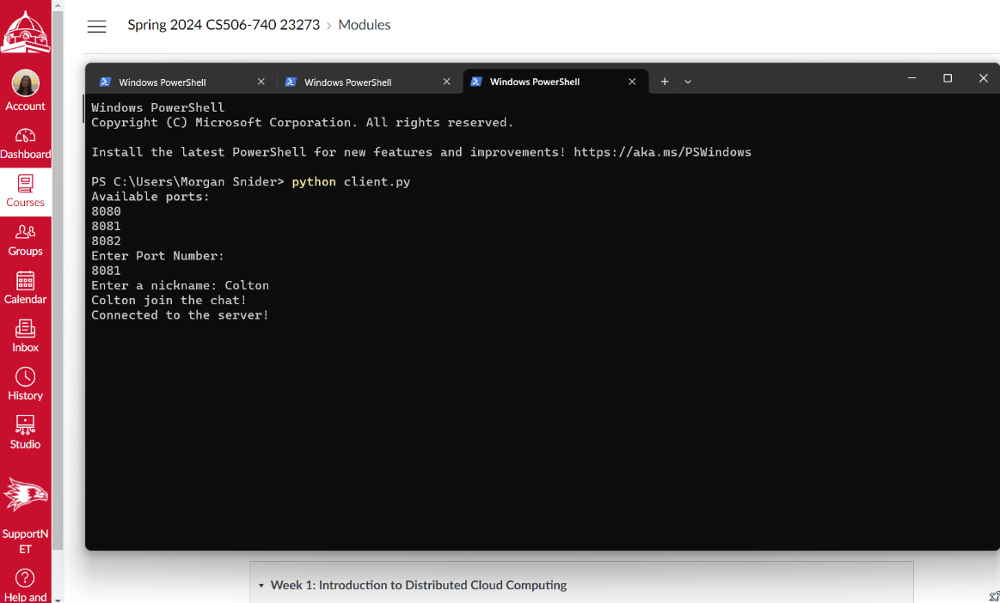 Spring 2024 CS506-740 23273 > Modules
Account
Dashboard
Courses
Groups
Calendar
Inbox
History
Studio
SupportN
ET
Help and
Windows PowerShell
Windows PowerShell
Windows PowerShell
Windows PowerShell
Copyright (C) Microsoft Corporation. All rights reserved.
Install the latest PowerShell for new features and improvements! https://aka.ms/PSWindows
PS C:\Users\Morgan Snider> python client.py
Available ports:
8080
8081
8082
Enter Port Number:
8081
Enter a nickname: Colton
Colton join the chat!
Connected to the server!
Week 1: Introduction to Distributed Cloud Computing